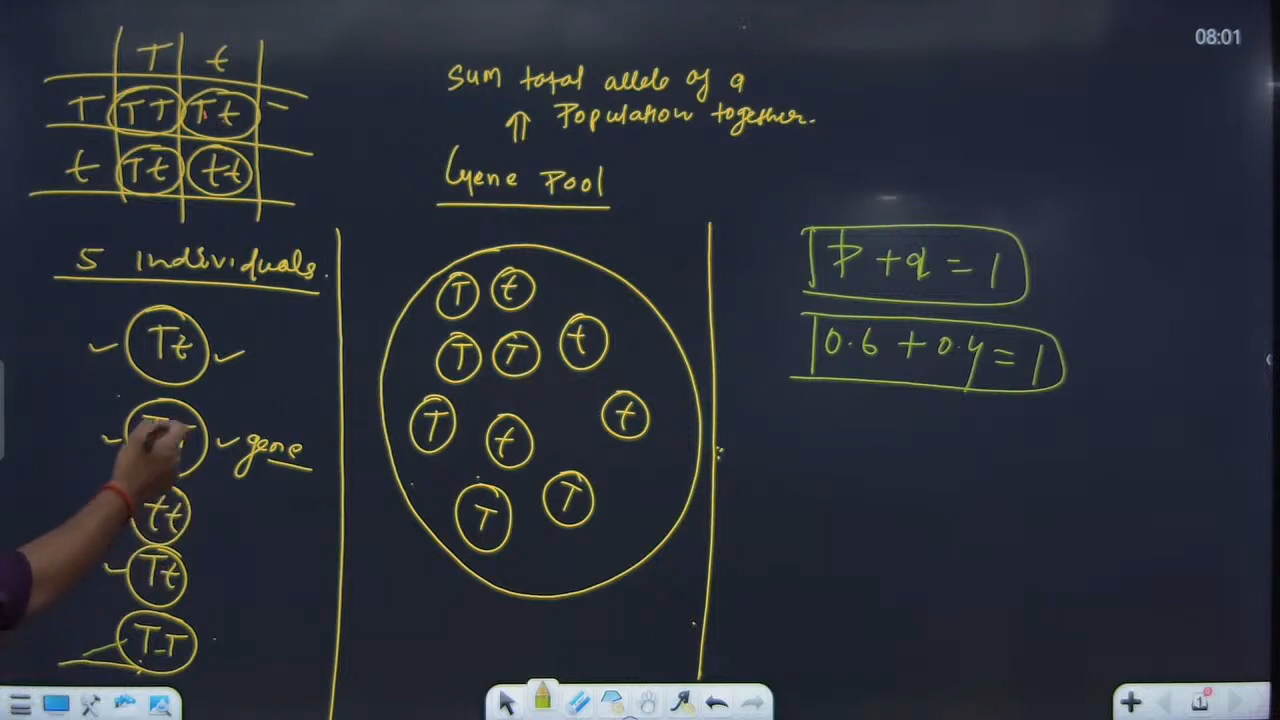 08:01
T t
T TT Tt
t Tt tt
Sum total allele of a
Population together.
Gene Pool
5 individuals.
Tt
gene
tt
Tt
T-T
T t
T T t
T t t
T T
P + q = 1
0.6 + 0.4 = 1
1